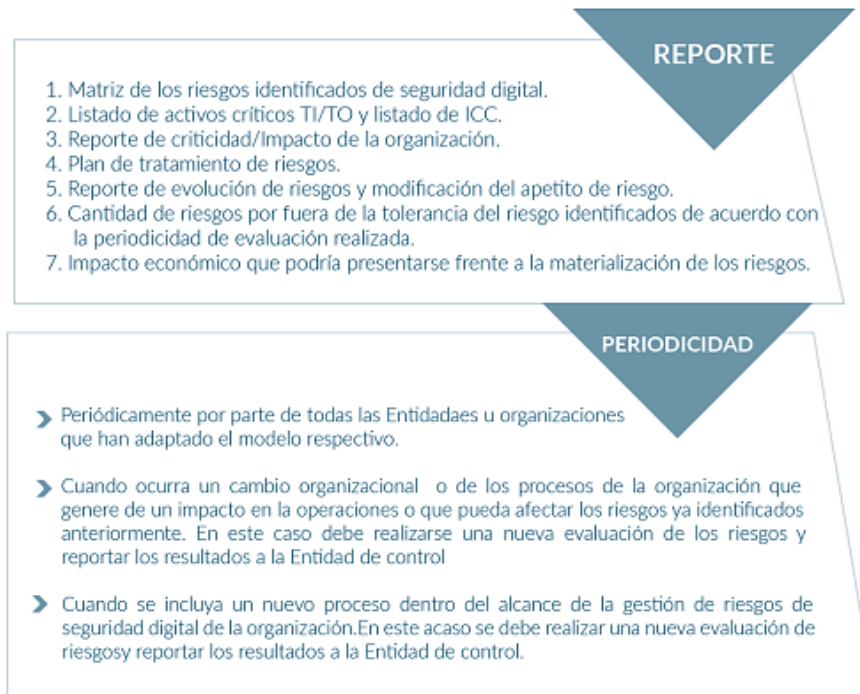 REPORTE
1. Matriz de los riesgos identificados de seguridad digital.
2. Listado de activos críticos TI/TO y listado de ICC.
3. Reporte de criticidad/Impacto de la organización.
4. Plan de tratamiento de riesgos.
5. Reporte de evolución de riesgos y modificación del apetito de riesgo.
6. Cantidad de riesgos por fuera de la tolerancia del riesgo identificados de acuerdo con
la periodicidad de evaluación realizada.
7. Impacto económico que podría presentarse frente a la materialización de los riesgos.
PERIODICIDAD
Periódicamente por parte de todas las Entidadaes u organizaciones
que han adaptado el modelo respectivo.
Cuando ocurra un cambio organizacional o de los procesos de la organización que
genere de un impacto en la operaciones o que pueda afectar los riesgos ya identificados
anteriormente. En este caso debe realizarse una nueva evaluación de los riesgos y
reportar los resultados a la Entidad de control
Cuando se incluya un nuevo proceso dentro del alcance de la gestión de riesgos de
seguridad digital de la organización.En este acaso se debe realizar una nueva evaluación de
riesgosy reportar los resultados a la Entidad de control.